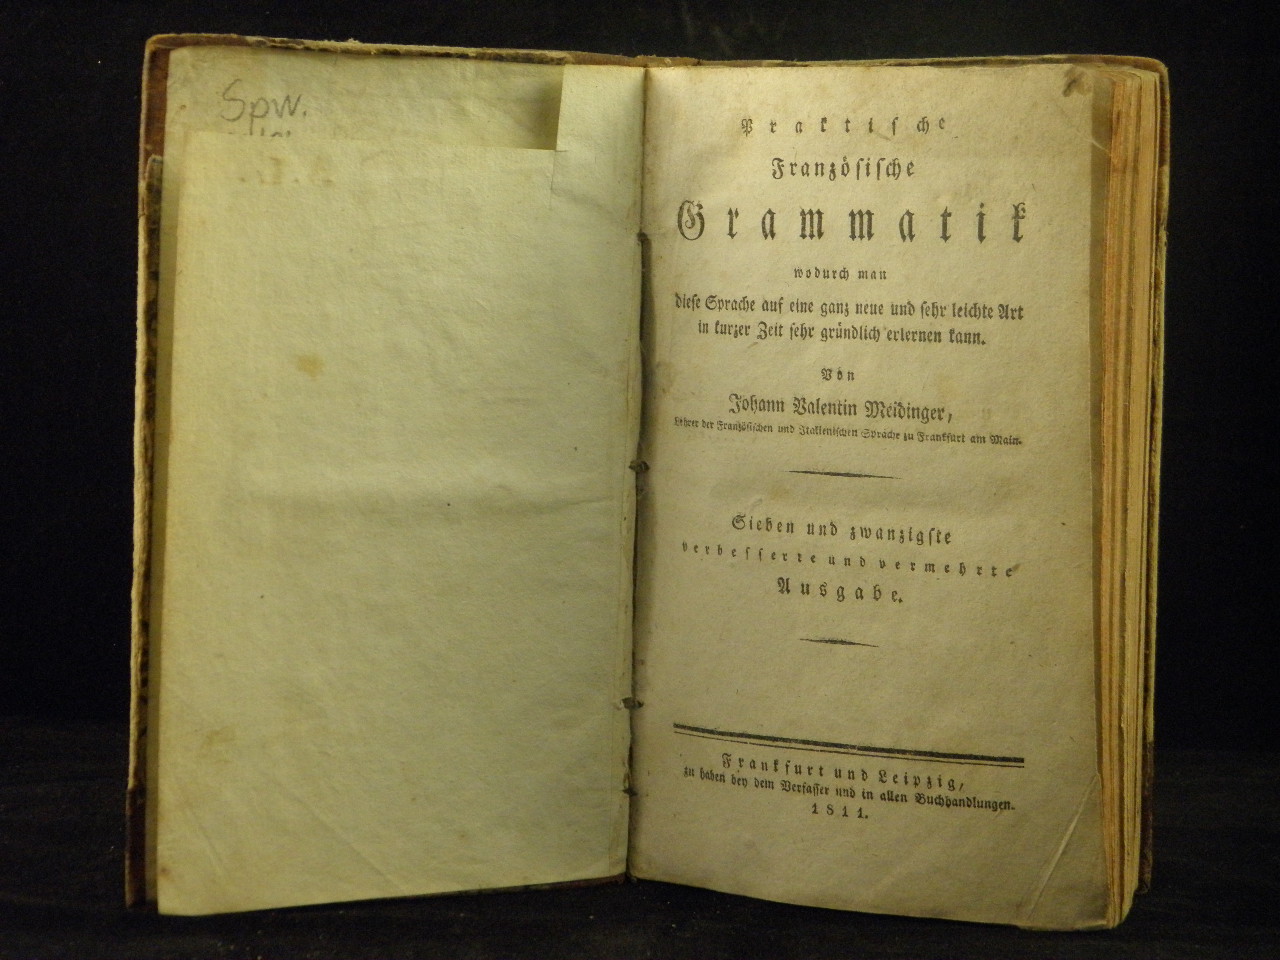 Spw.
Praktiſche
Franzöſiſche
Grammatik
wodurch man
dieſe Sprache auf eine ganz neue und ſehr leichte Art
in kurzer Zeit ſehr gründlich erlernen kann.
Von
Johann Valentin Meidinger,
Lehrer der Französischen und Italienischen Sprache zu Frankfurt am Main.
Sieben und zwanzigſte
verbeſſerte und vermehrte
Ausgabe.
Frankfurt und Leipzig,
zu haben bey dem Verfaſſer und in allen Buchhandlungen.
1811.